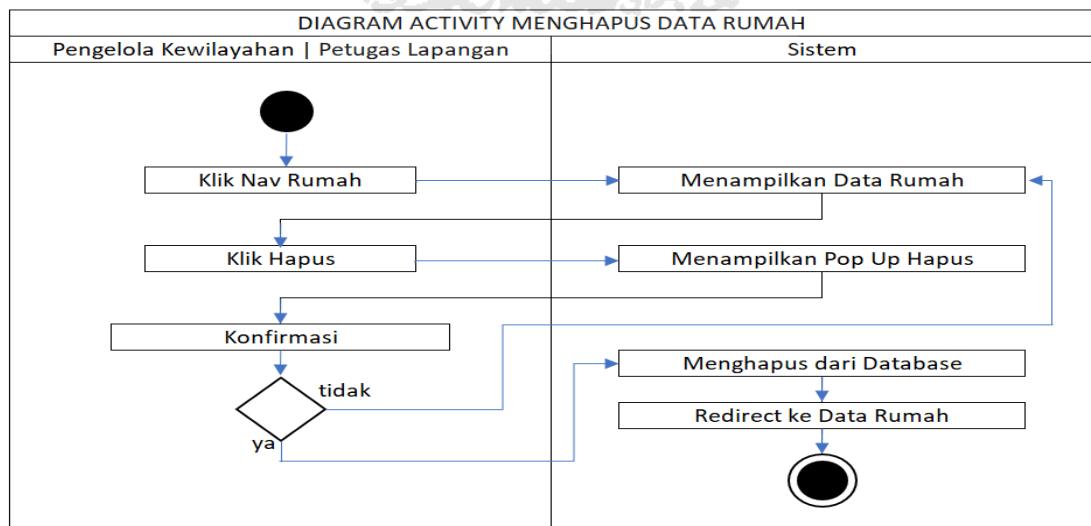 DIAGRAM ACTIVITY MENGHAPUS DATA RUMAH
Pengelola Kewilayahan | Petugas Lapangan
Sistem
Klik Nav Rumah
Menampilkan Data Rumah
Klik Hapus
Menampilkan Pop Up Hapus
Konfirmasi
Menghapus dari Database
tidak
Redirect ke Data Rumah
ya